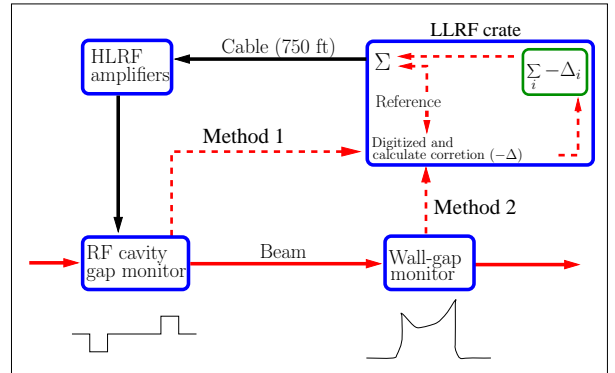 LLRF crate
HLRF
amplifiers
Cable (750 ft)
Σ
Σ −Δi
i
Reference
Method 1
Digitized and
calculate corretion (−Δ)
Method 2
RF cavity
gap monitor
Beam
Wall-gap
monitor